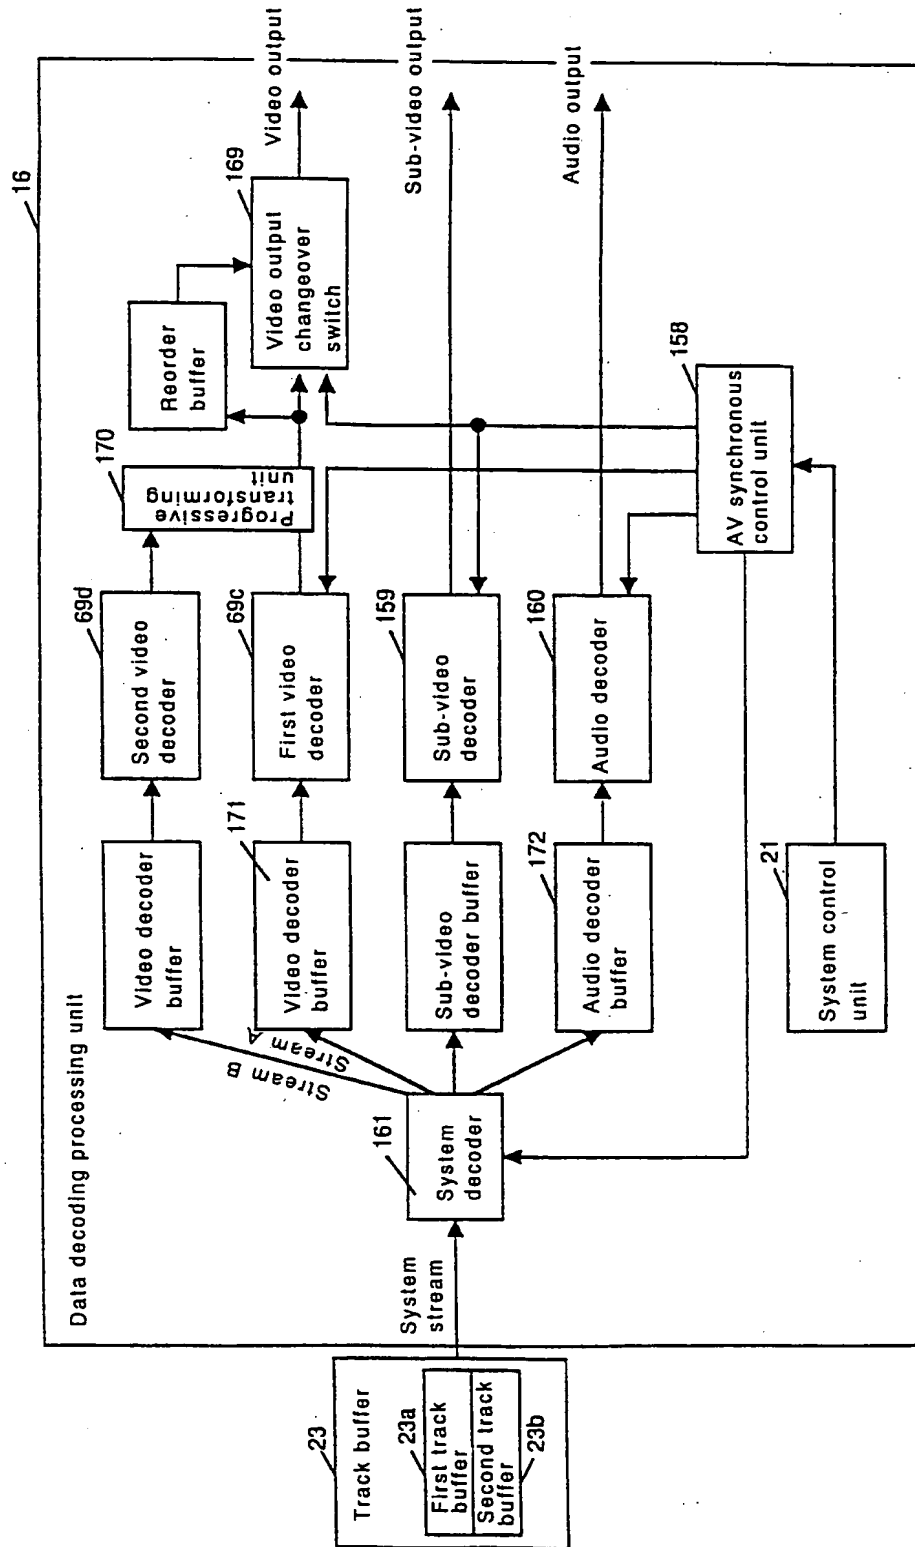 Data decoding processing unit
16
23
Track buffer
23a
First track
buffer
Second track
buffer
23b
System
stream
161
System
decoder
Stream B
Stream A
Video decoder
buffer
69d
Second video
decoder
170
Progressive
transforming
unit
Reorder
buffer
169
Video output
changeover
switch
Video output
171
Video decoder
buffer
69c
First video
decoder
Sub-video
decoder buffer
159
Sub-video
decoder
Sub-video output
172
Audio decoder
buffer
160
Audio decoder
Audio output
158
AV synchronous
control unit
21
System control
unit